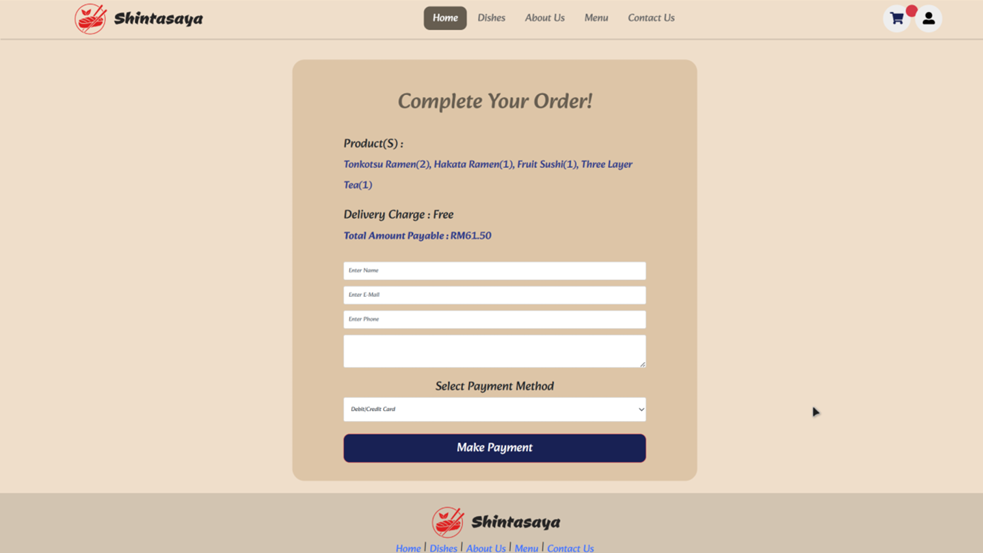 Shintasaya
Home Dishes About Us Menu Contact Us
Complete Your Order!
Product(S) :
Tonkotsu Ramen(2), Hakata Ramen(1), Fruit Sushi(1), Three Layer
Tea(1)
Delivery Charge : Free
Total Amount Payable : RM61.50
Enter Name
Enter E-Mail
Enter Phone
Select Payment Method
Debit/Credit Card
Make Payment
Shintasaya
Home | Dishes | About Us | Menu | Contact Us